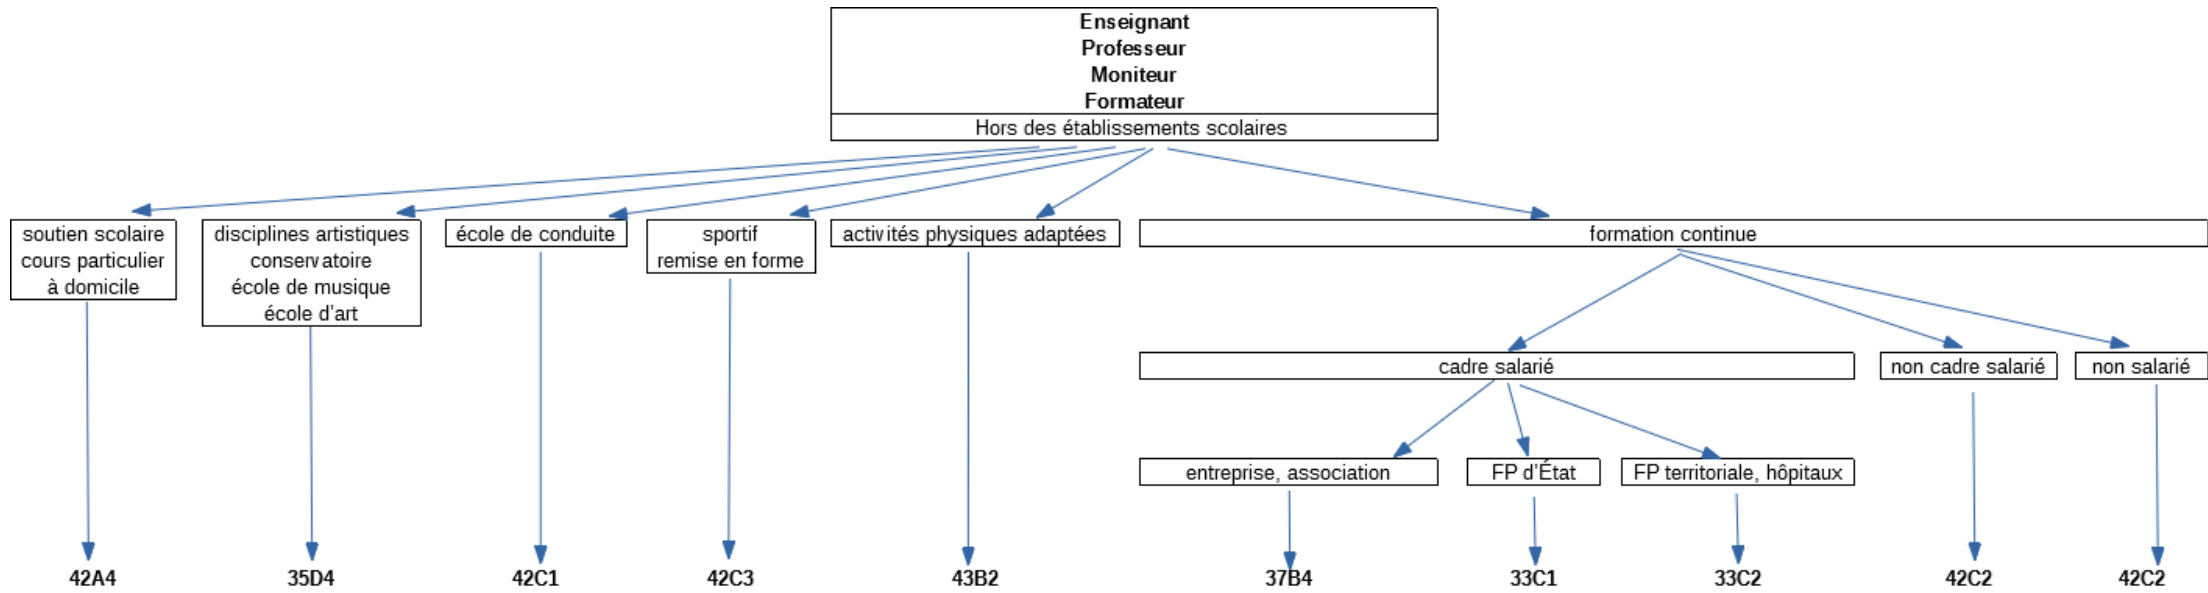 Enseignant
Professeur
Moniteur
Formateur
Hors des établissements scolaires
soutien scolaire
cours particulier
à domicile
disciplines artistiques
conservatoire
école de musique
école d'art
école de conduite
sportif
remise en forme
activités physiques adaptées
formation continue
cadre salarié
non cadre salarié
non salarié
entreprise, association
FP d'État
FP territoriale, hôpitaux
42A4
35D4
42C1
42C3
43B2
37B4
33C1
33C2
42C2
42C2